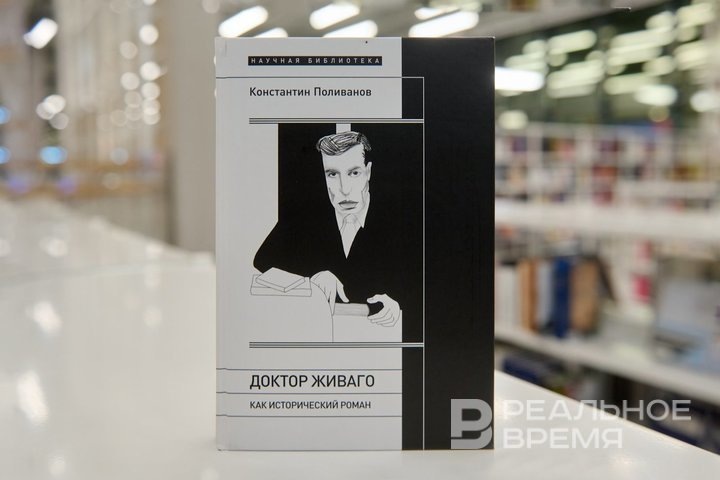 НАУЧНАЯ БИБЛИОТЕКА
Константин Поливанов
ДОКТОР ЖИВАГО
КАК ИСТОРИЧЕСКИЙ РОМАН
РЕАЛЬНОЕ
ВРЕМЯ